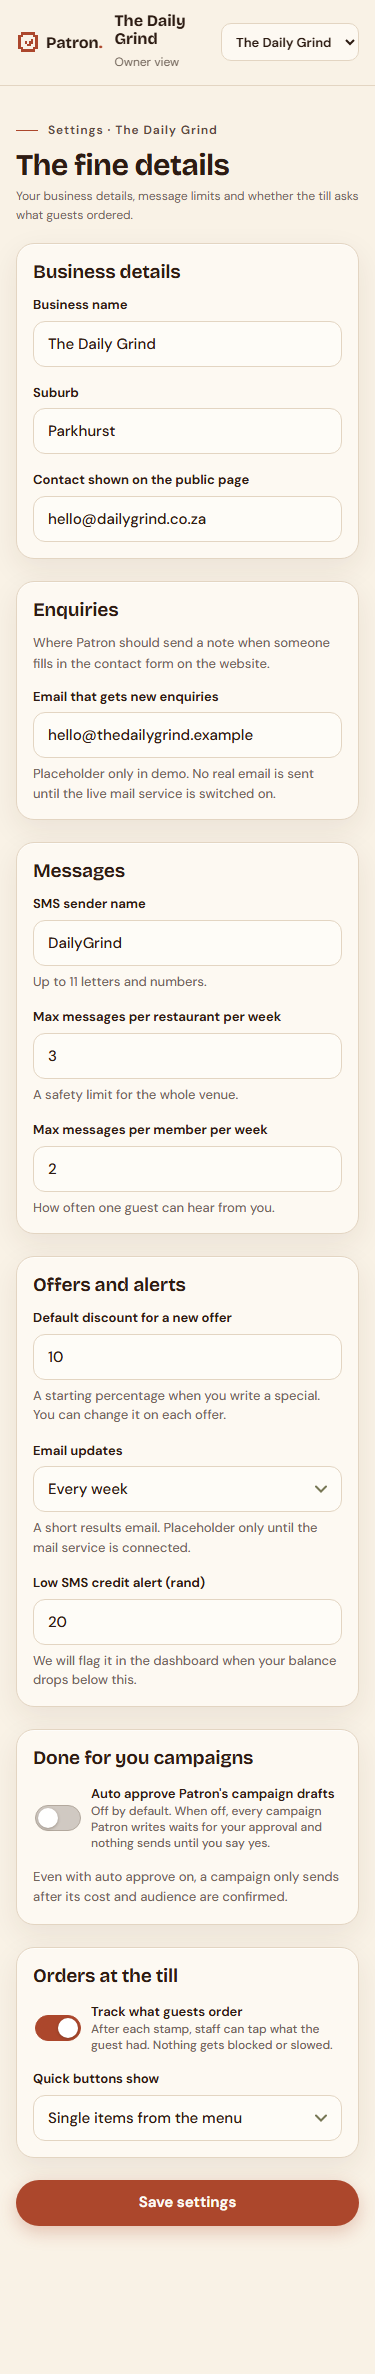 Patron.
The Daily
Grind
Owner view
The Daily Grind
Settings · The Daily Grind
The fine details
Your business details, message limits and whether the till asks
what guests ordered.
Business details
Business name
The Daily Grind
Suburb
Parkhurst
Contact shown on the public page
hello@dailygrind.co.za
Enquiries
Where Patron should send a note when someone
fills in the contact form on the website.
Email that gets new enquiries
hello@thedailygrind.example
Placeholder only in demo. No real email is sent
until the live mail service is switched on.
Messages
SMS sender name
DailyGrind
Up to 11 letters and numbers.
Max messages per restaurant per week
3
A safety limit for the whole venue.
Max messages per member per week
2
How often one guest can hear from you.
Offers and alerts
Default discount for a new offer
10
A starting percentage when you write a special.
You can change it on each offer.
Email updates
Every week
A short results email. Placeholder only until the
mail service is connected.
Low SMS credit alert (rand)
20
We will flag it in the dashboard when your balance
drops below this.
Done for you campaigns
Auto approve Patron's campaign drafts
Off by default. When off, every campaign
Patron writes waits for your approval and
nothing sends until you say yes.
Even with auto approve on, a campaign only sends
after its cost and audience are confirmed.
Orders at the till
Track what guests order
After each stamp, staff can tap what the
guest had. Nothing gets blocked or slowed.
Quick buttons show
Single items from the menu
Save settings